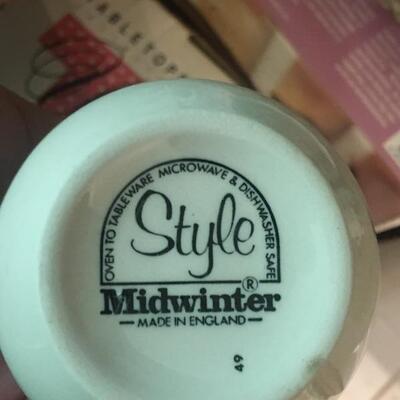 TABLETOP
OVEN TO TABLEWARE MICROWAVE & DISHWASHER SAFE
Style
Midwinter®
— MADE IN ENGLAND —
49